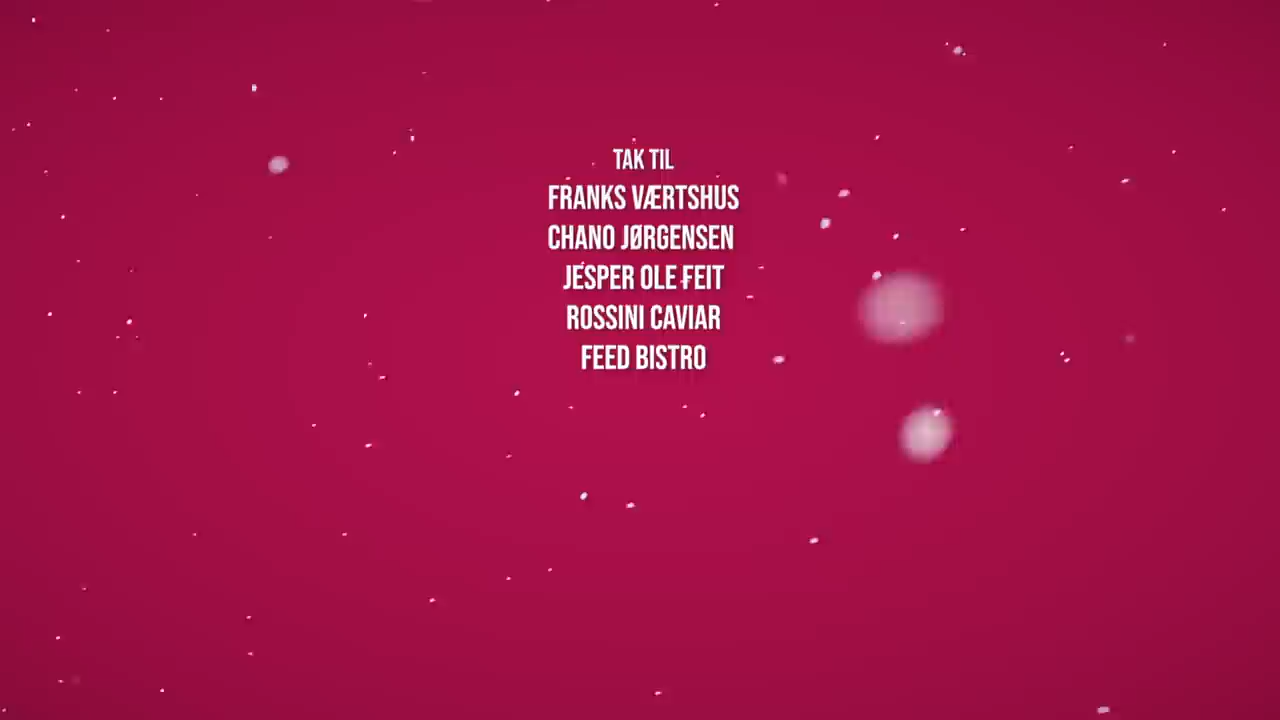 TAK TIL
FRANKS VÆRTSHUS
CHANO JØRGENSEN
JESPER OLE FEIT
ROSSINI CAVIAR
FEED BISTRO